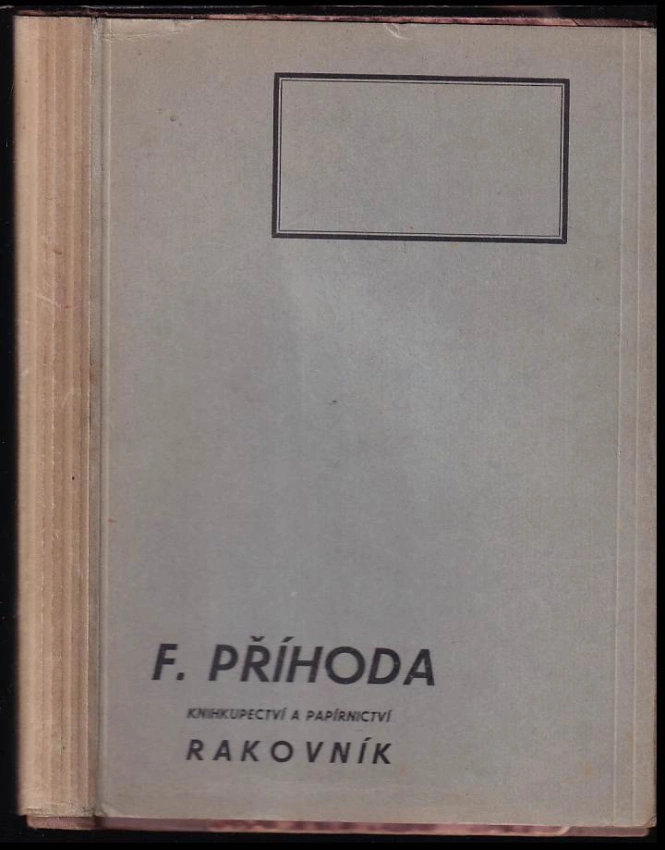 F. PŘÍHODA
KNIHKUPECTVÍ A PAPÍRNICTVÍ
RAKOVNÍK